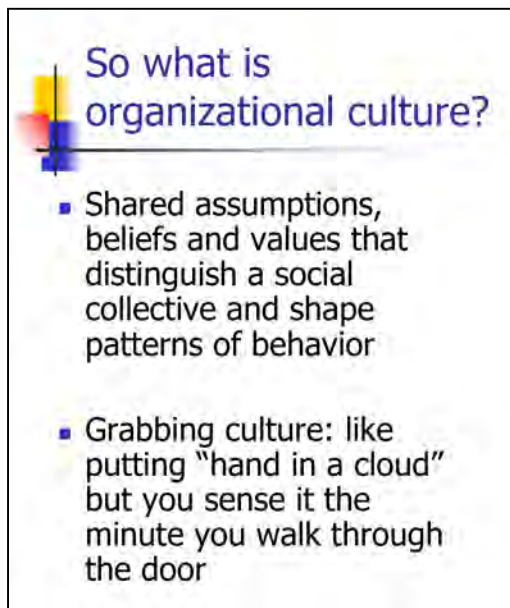 So what is
organizational culture?
Shared assumptions,
beliefs and values that
distinguish a social
collective and shape
patterns of behavior
Grabbing culture: like
putting “hand in a cloud”
but you sense it the
minute you walk through
the door